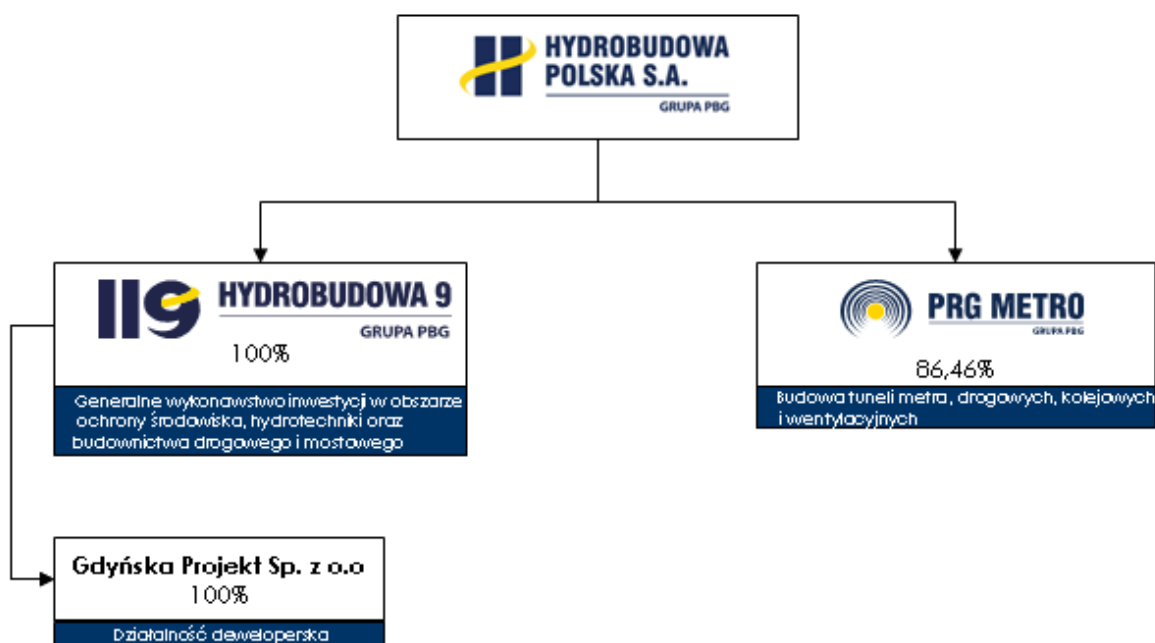 HYDROBUDOWA
POLSKA S.A.
GRUPA PBG
HYDROBUDOWA 9
GRUPA PBG
100%
Generalne wykonawstwo inwestycji w obszarze
ochrony środowiska, hydrotechniki oraz
budownictwa drogowego i mostowego
PRG METRO
GRUPA PBG
86,46%
Budowa tuneli metra, drogowych, kolejowych
i wentylacyjnych
Gdyńska Projekt Sp. z o.o
100%
Działalność deweloperska